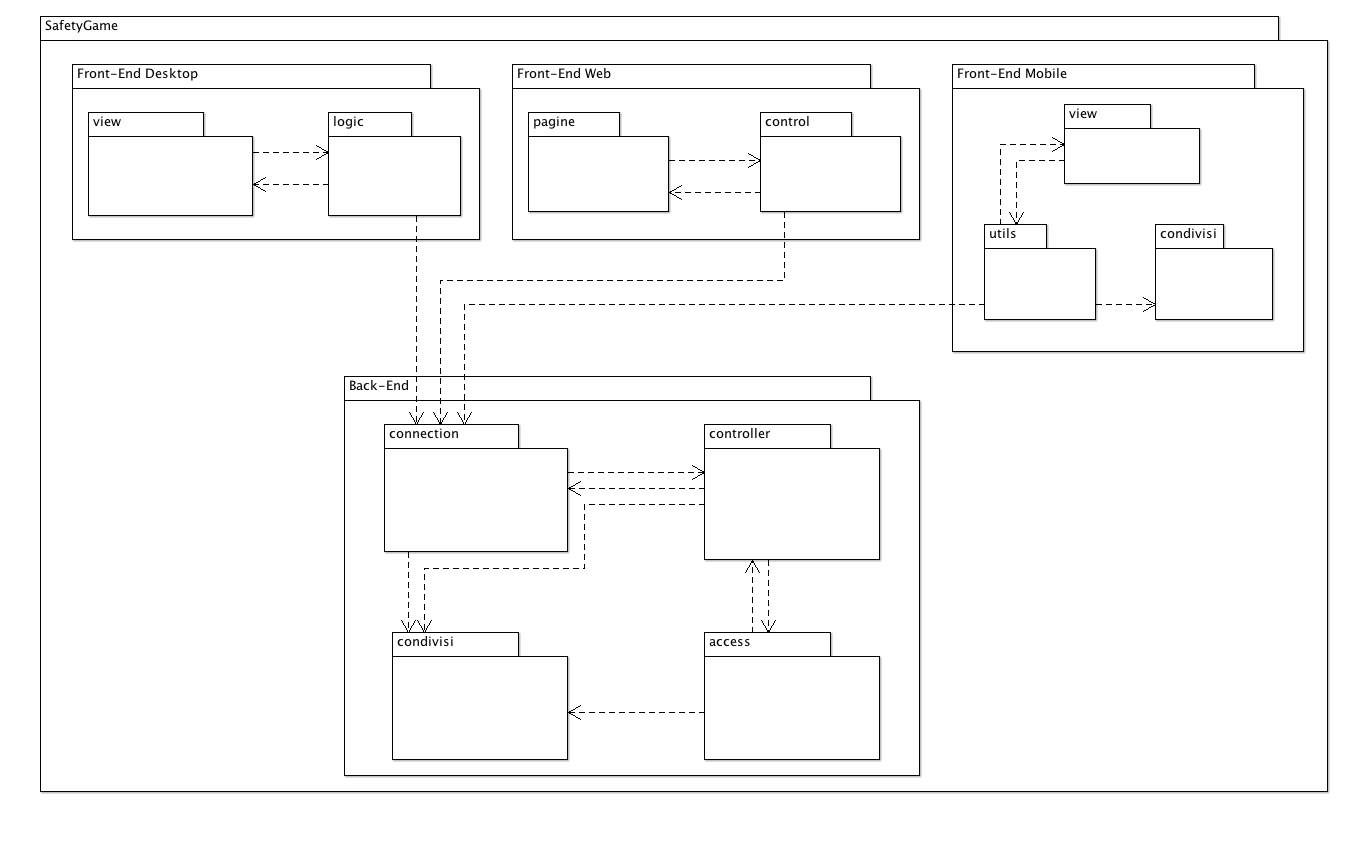 SafetyGame
Front-End Desktop
Front-End Web
Front-End Mobile
view
logic
pagine
control
view
utils
condivisi
Back-End
connection
controller
condivisi
access